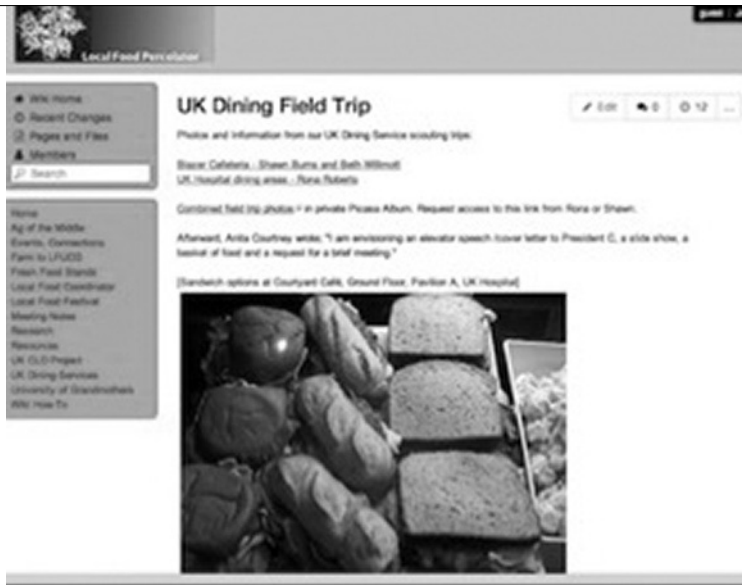 guest
Local Food Percolator
Wiki Home
Recent Changes
Pages and Files
Members
Search
Home
Ag of the Middle
Events, Connections
Farm to LFUCG
Fresh Food Stands
Local Food Coordinator
Local Food Festival
Meeting Notes
Research
Resources
UK CLO Project
UK Dining Services
University of Grandmothers
Wiki How-To
UK Dining Field Trip
Edit 0 12 ...
Photos and Information from our UK Dining Service scouting trips:
Blazer Cafeteria - Shawn Burns and Beth Willmott
UK Hospital dining areas - Rona Roberts
Combined field trip photos in private Picasa Album. Request access to this link from Rona or Shawn.
Afterward, Anita Courtney wrote: "I am envisioning an elevator speech /cover letter to President C, a slide show, a
basket of food and a request for a brief meeting."
[Sandwich options at Courtyard Café, Ground Floor, Pavilion A, UK Hospital]